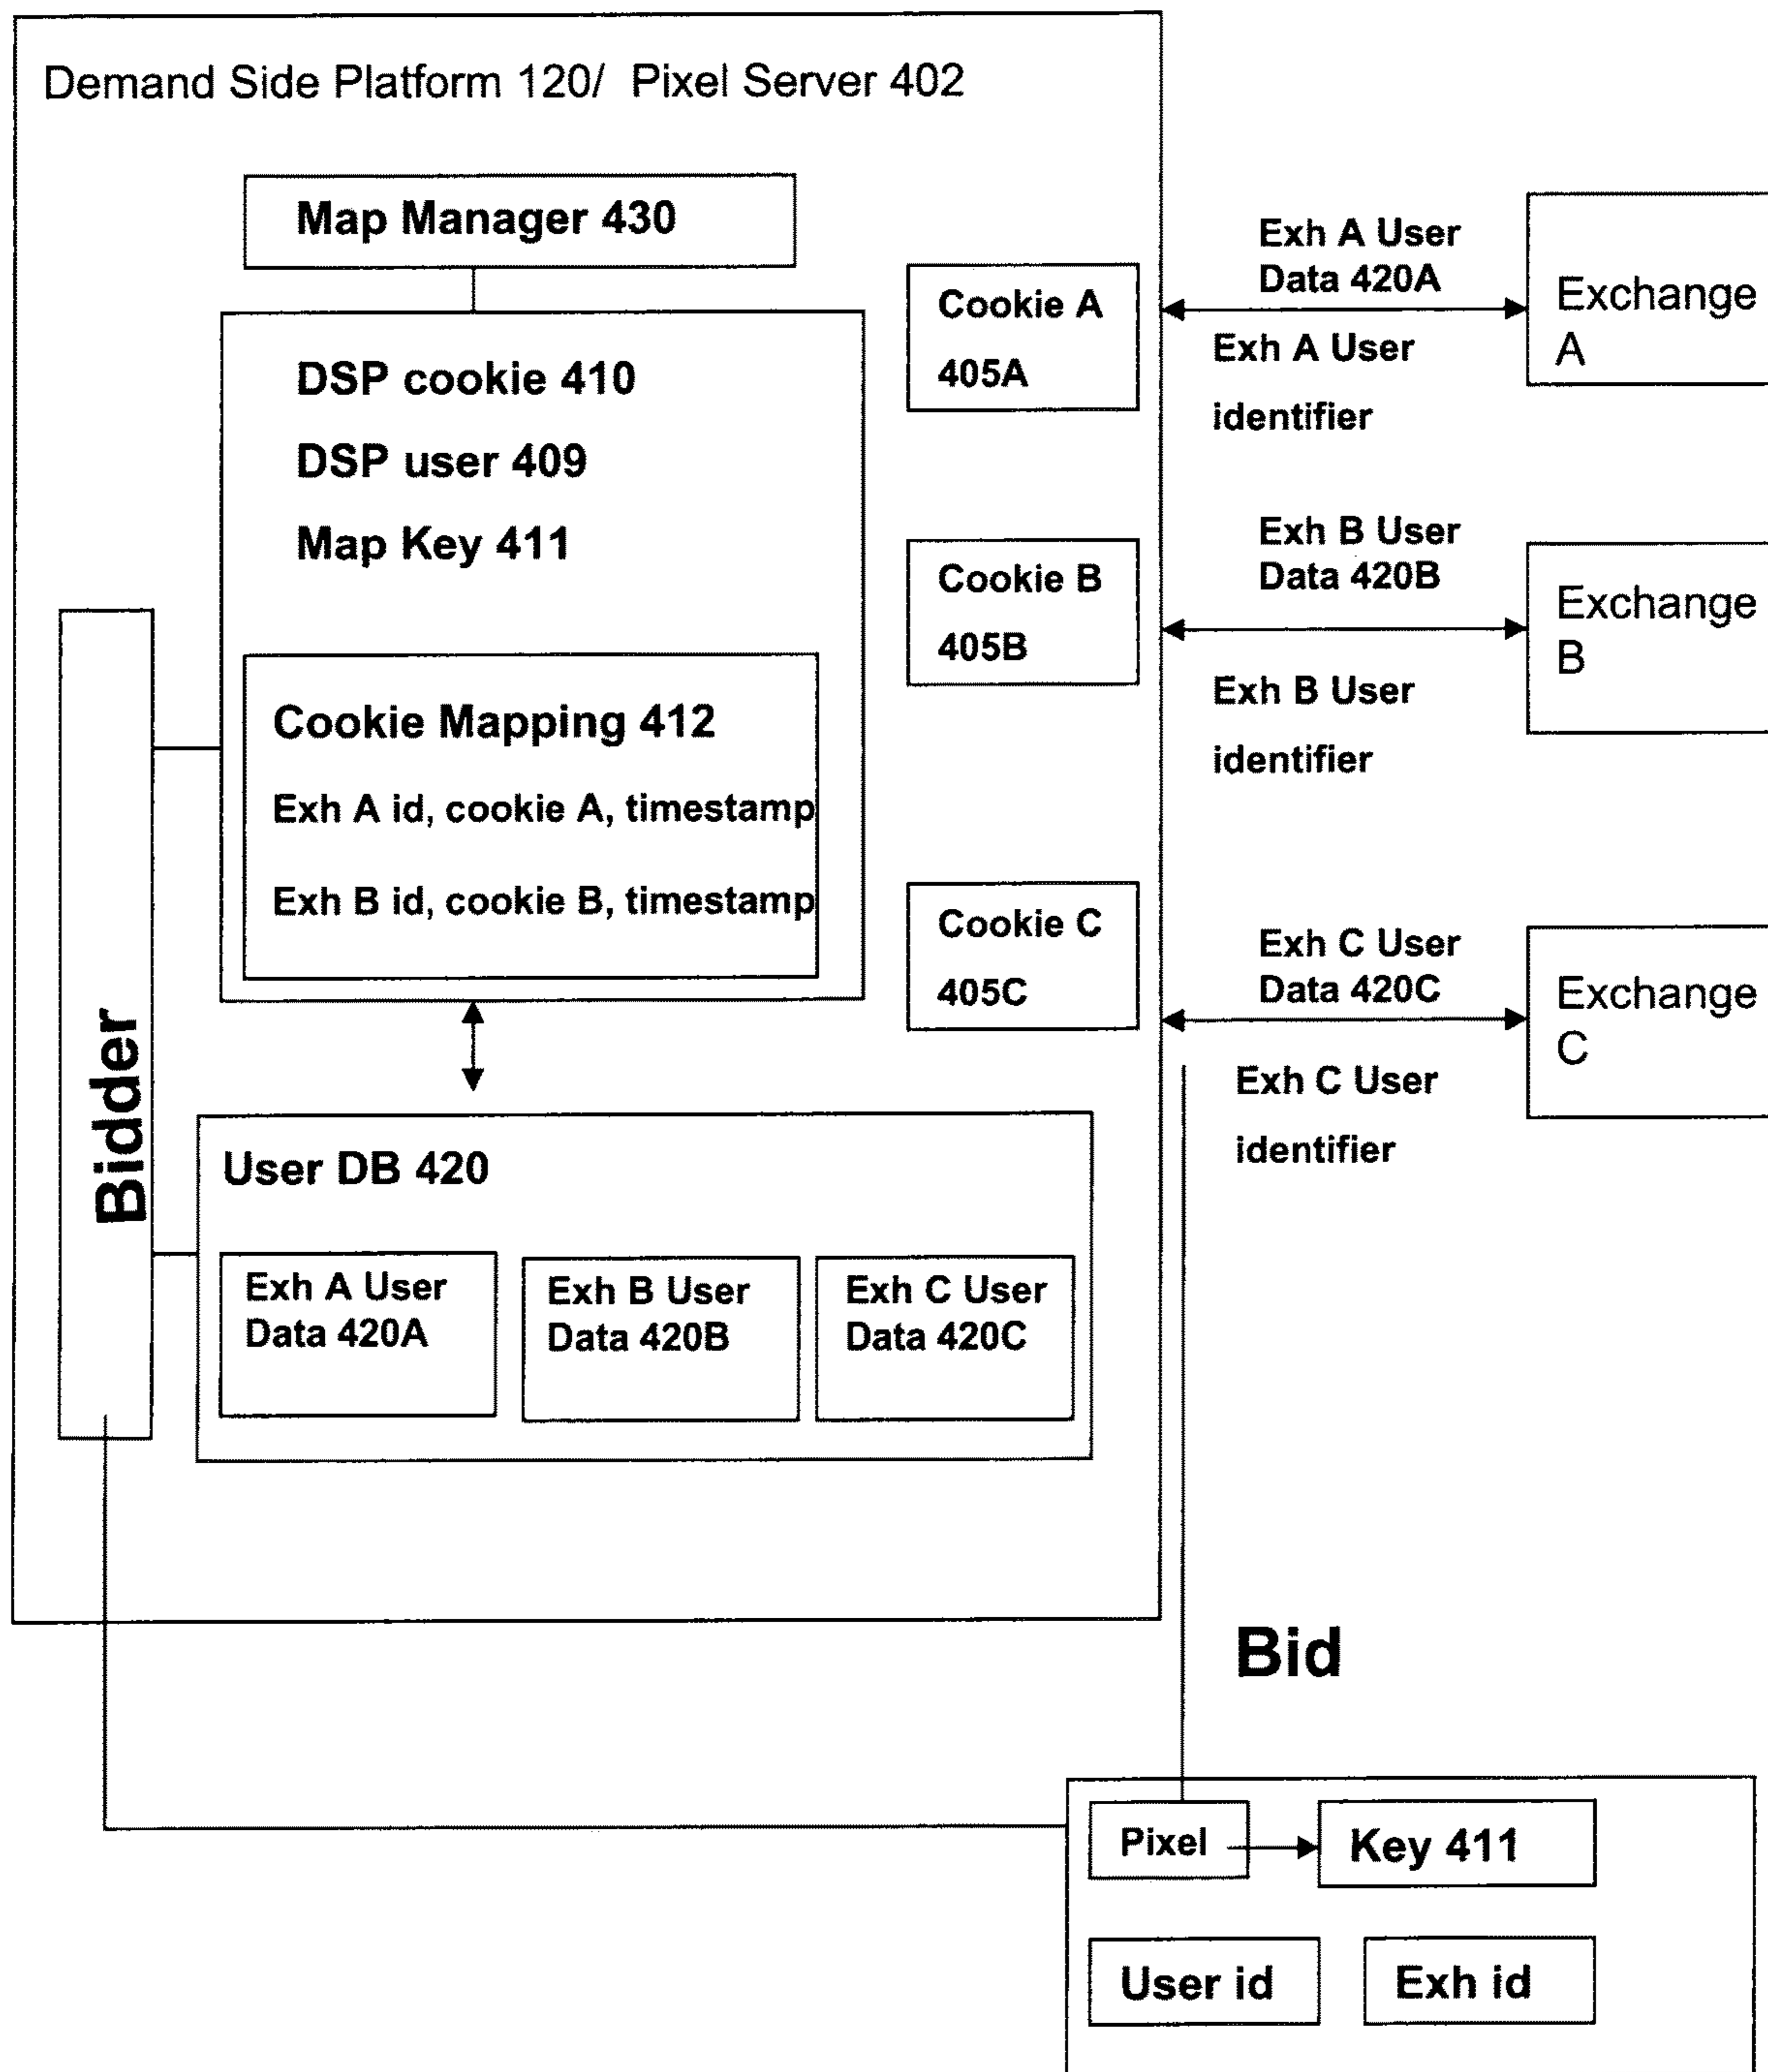 Demand Side Platform 120/ Pixel Server 402
Map Manager 430
DSP cookie 410
DSP user 409
Map Key 411
Cookie Mapping 412
Exh A id, cookie A, timestamp
Exh B id, cookie B, timestamp
Bidder
User DB 420
Exh A User
Data 420A
Exh B User
Data 420B
Exh C User
Data 420C
Cookie A
405A
Cookie B
405B
Cookie C
405C
Exh A User
Data 420A
Exh A User
identifier
Exchange
A
Exh B User
Data 420B
Exh B User
identifier
Exchange
B
Exh C User
Data 420C
Exh C User
identifier
Exchange
C
Bid
Pixel
Key 411
User id
Exh id